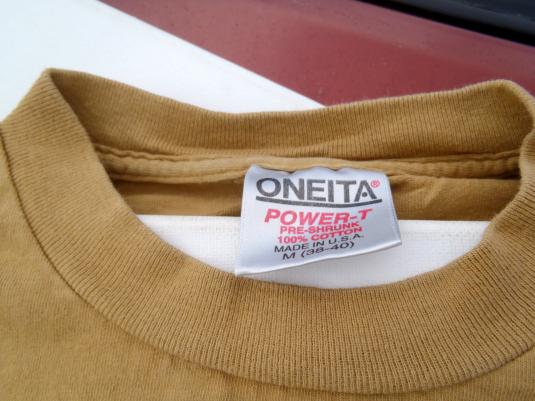 ONEITA®
POWER-T
PRE-SHRUNK
100% COTTON
MADE IN U.S.A.
M (38-40)